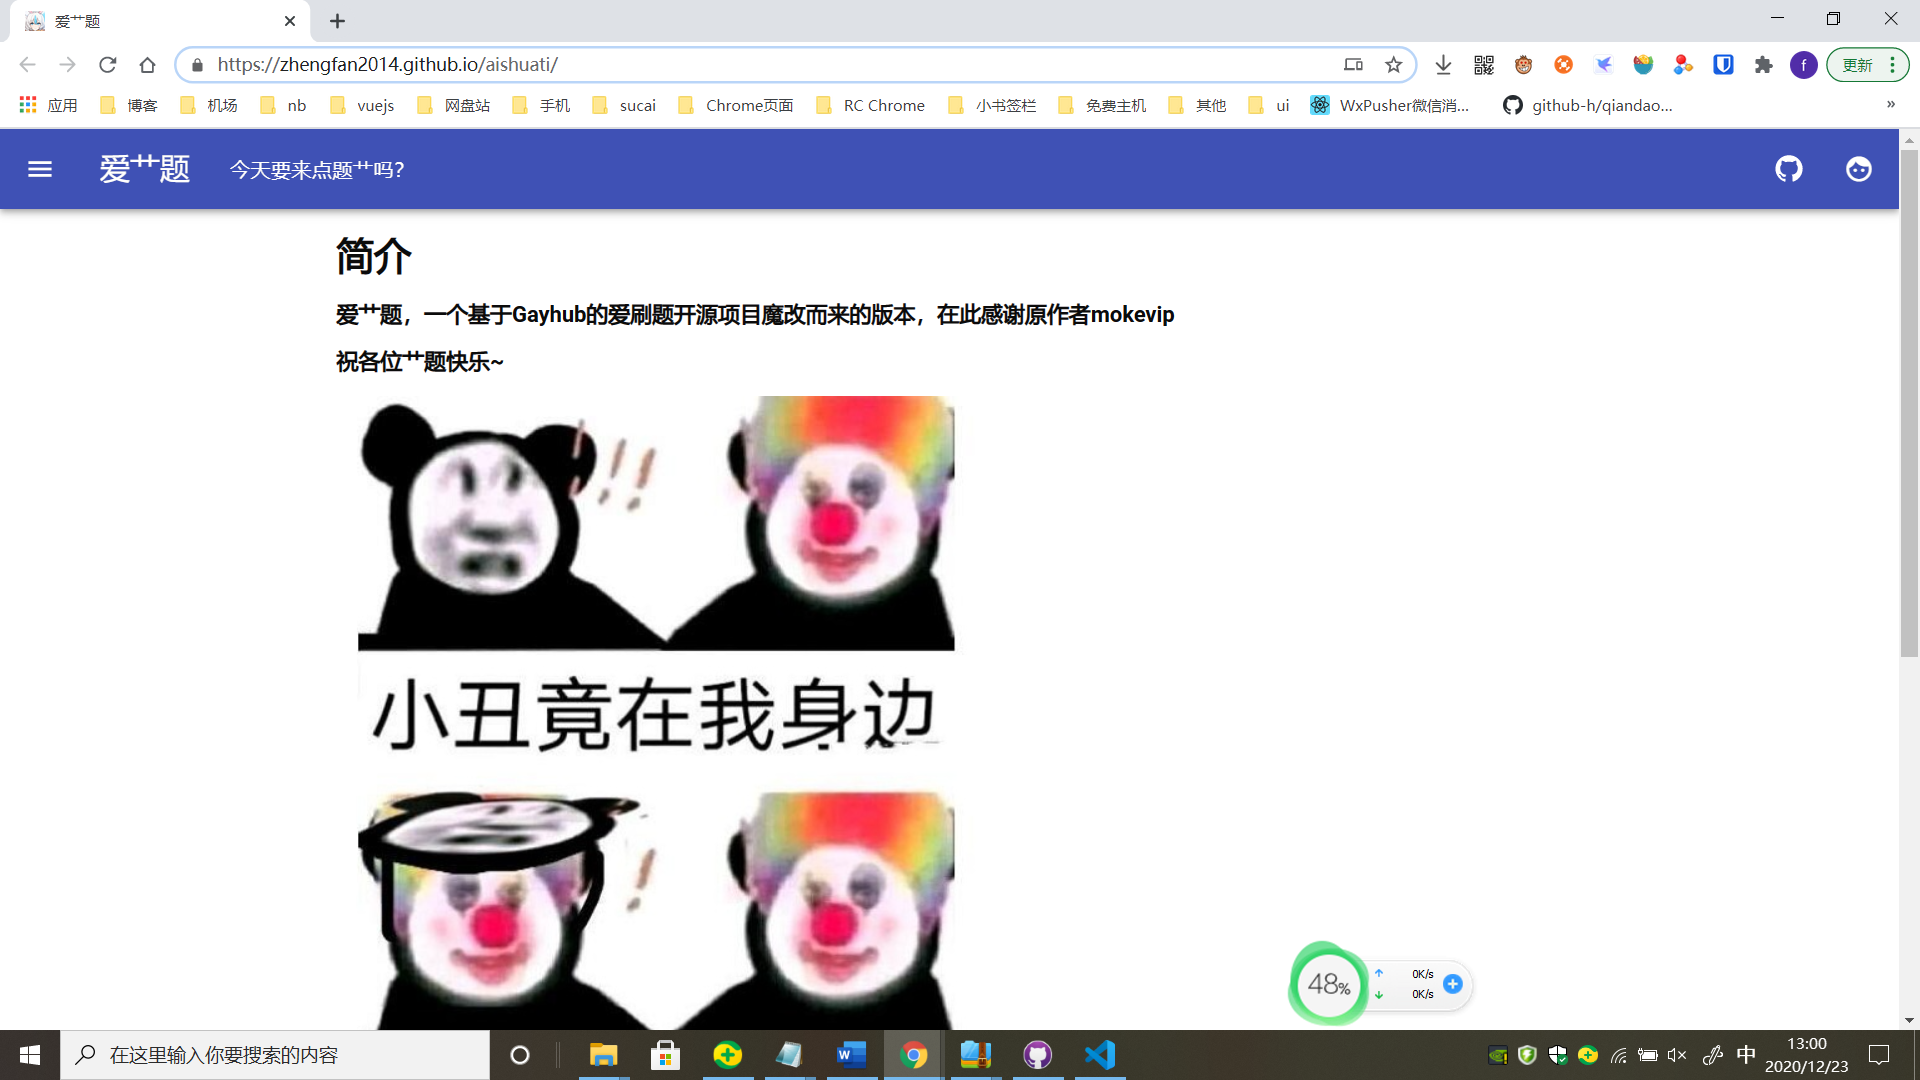 爱艹题
https://zhengfan2014.github.io/aishuati/
f
更新
应用
博客
机场
nb
vuejs
网盘站
手机
sucai
Chrome页面
RC Chrome
小书签栏
免费主机
其他
ui
WxPusher微信消...
github-h/qiandao...
»
爱艹题
今天要来点题艹吗?
简介
爱艹题，一个基于Gayhub的爱刷题开源项目魔改而来的版本，在此感谢原作者mokevip
祝各位艹题快乐~
!!!
小丑竟在我身边
!!
48%
0K/s
0K/s
在这里输入你要搜索的内容
W
中
13:00
2020/12/23